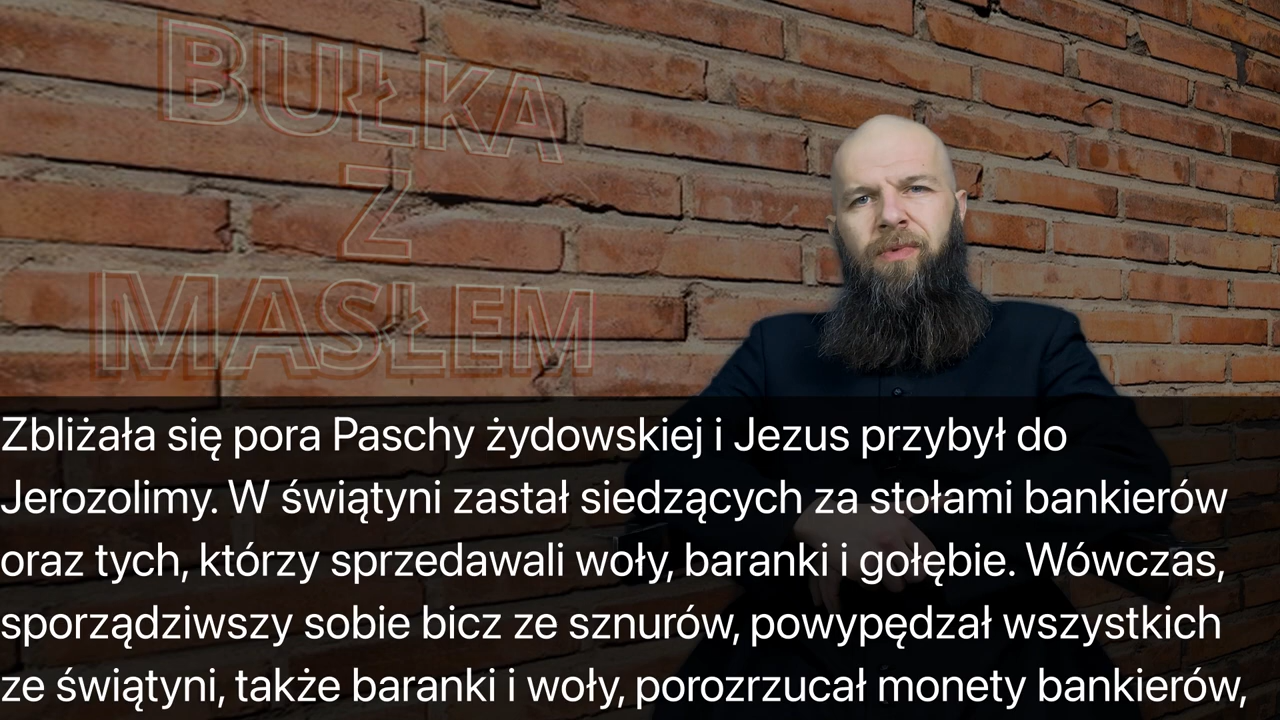 BUŁKA
Z
MASŁEM
Zbliżała się pora Paschy żydowskiej i Jezus przybył do
Jerozolimy. W świątyni zastał siedzących za stołami bankierów
oraz tych, którzy sprzedawali woły, baranki i gołębie. Wówczas,
sporządziwszy sobie bicz ze sznurów, powypędzał wszystkich
ze świątyni, także baranki i woły, porozrzucał monety bankierów,